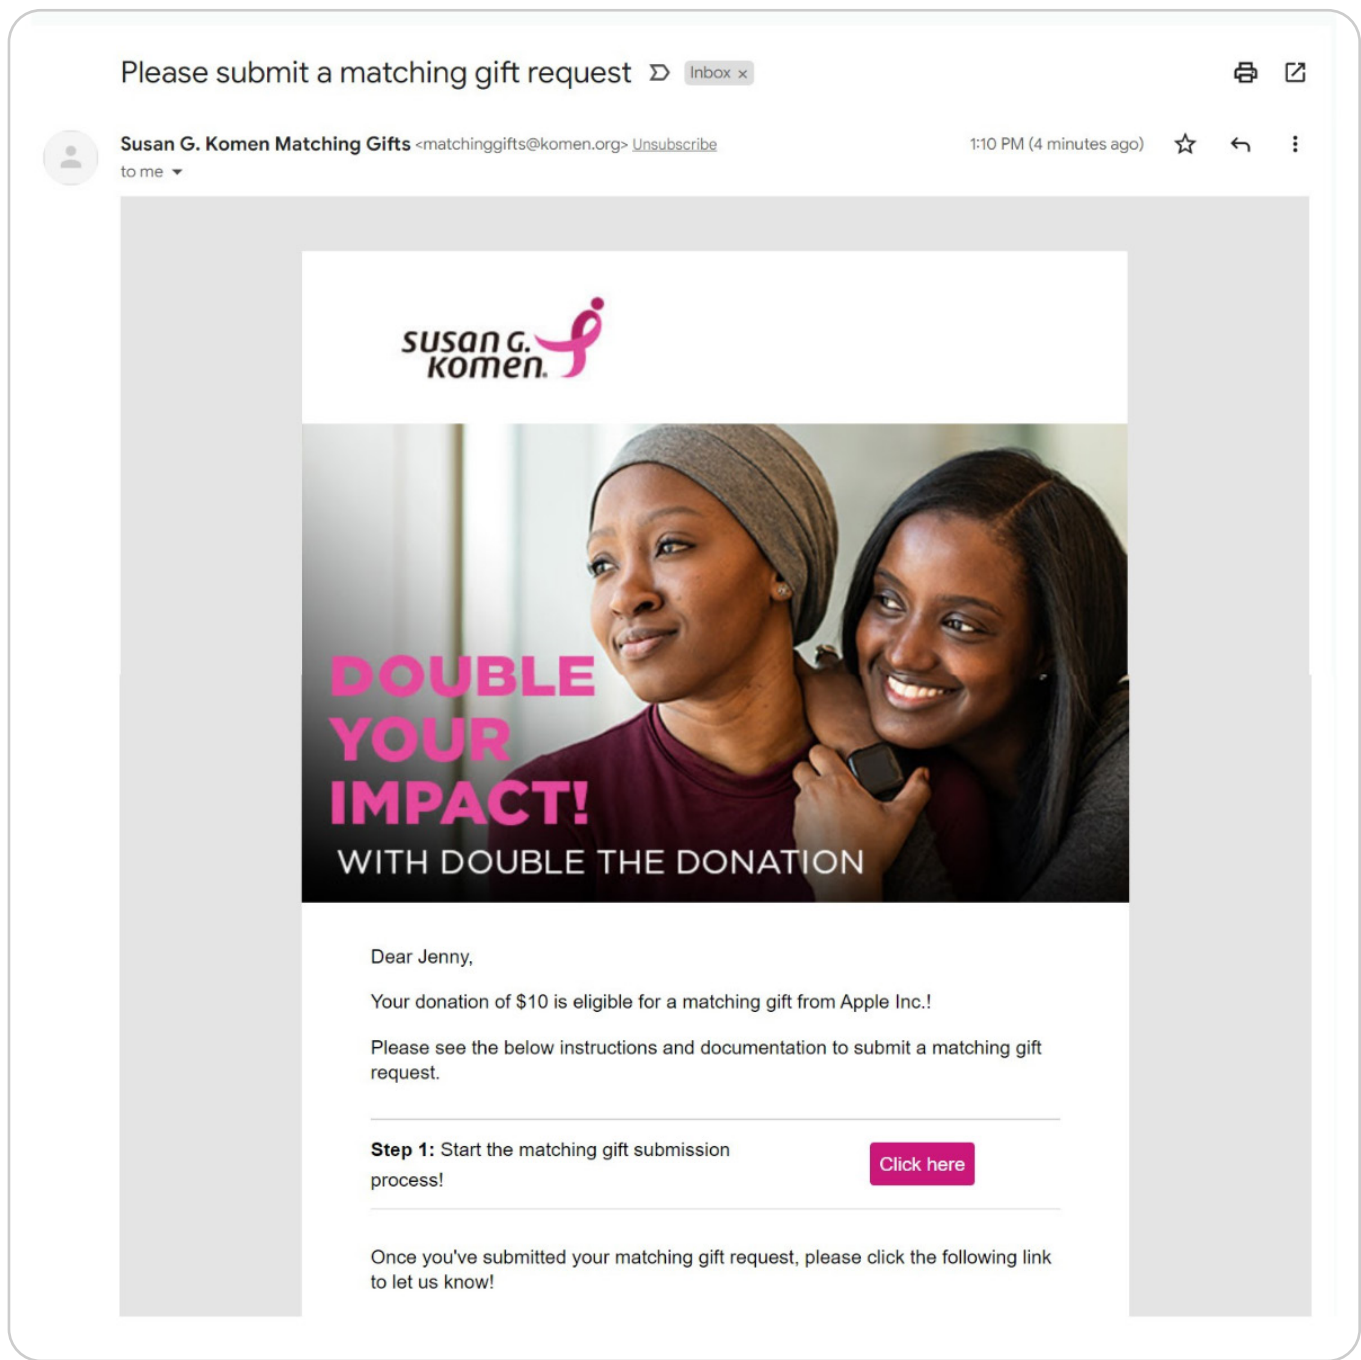 Please submit a matching gift request Inbox x
Susan G. Komen Matching Gifts <matchinggifts@komen.org> Unsubscribe 1:10 PM (4 minutes ago)
to me
susan G.
Komen®
DOUBLE
YOUR
IMPACT!
WITH DOUBLE THE DONATION
Dear Jenny,
Your donation of $10 is eligible for a matching gift from Apple Inc.!
Please see the below instructions and documentation to submit a matching gift
request.
Step 1: Start the matching gift submission
process!
Click here
Once you've submitted your matching gift request, please click the following link
to let us know!